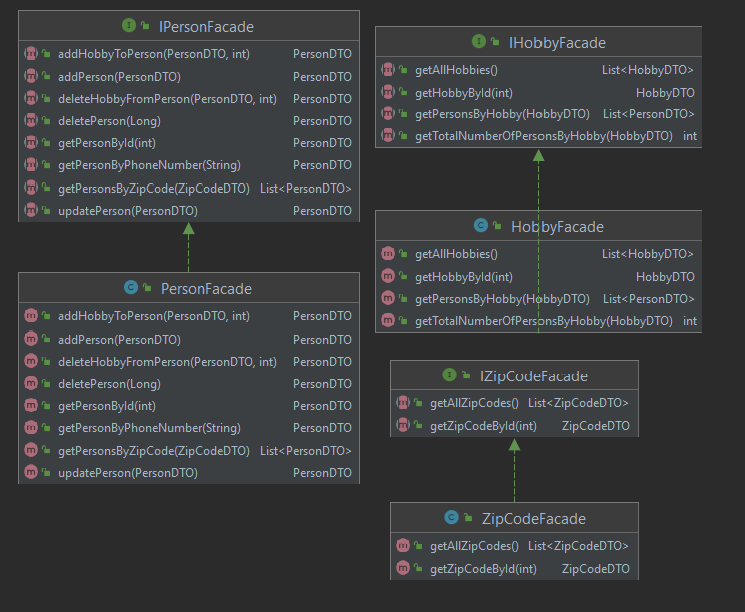 IPersonFacade
addHobbyToPerson(PersonDTO, int) PersonDTO
addPerson(PersonDTO) PersonDTO
deleteHobbyFromPerson(PersonDTO, int) PersonDTO
deletePerson(Long) PersonDTO
getPersonById(int) PersonDTO
getPersonByPhoneNumber(String) PersonDTO
getPersonsByZipCode(ZipCodeDTO) List<PersonDTO>
updatePerson(PersonDTO) PersonDTO
PersonFacade
addHobbyToPerson(PersonDTO, int) PersonDTO
addPerson(PersonDTO) PersonDTO
deleteHobbyFromPerson(PersonDTO, int) PersonDTO
deletePerson(Long) PersonDTO
getPersonById(int) PersonDTO
getPersonByPhoneNumber(String) PersonDTO
getPersonsByZipCode(ZipCodeDTO) List<PersonDTO>
updatePerson(PersonDTO) PersonDTO
IHobbyFacade
getAllHobbies() List<HobbyDTO>
getHobbyById(int) HobbyDTO
getPersonsByHobby(HobbyDTO) List<PersonDTO>
getTotalNumberOfPersonsByHobby(HobbyDTO) int
HobbyFacade
getAllHobbies() List<HobbyDTO>
getHobbyById(int) HobbyDTO
getPersonsByHobby(HobbyDTO) List<PersonDTO>
getTotalNumberOfPersonsByHobby(HobbyDTO) int
IZipCodeFacade
getAllZipCodes() List<ZipCodeDTO>
getZipCodeById(int) ZipCodeDTO
ZipCodeFacade
getAllZipCodes() List<ZipCodeDTO>
getZipCodeById(int) ZipCodeDTO